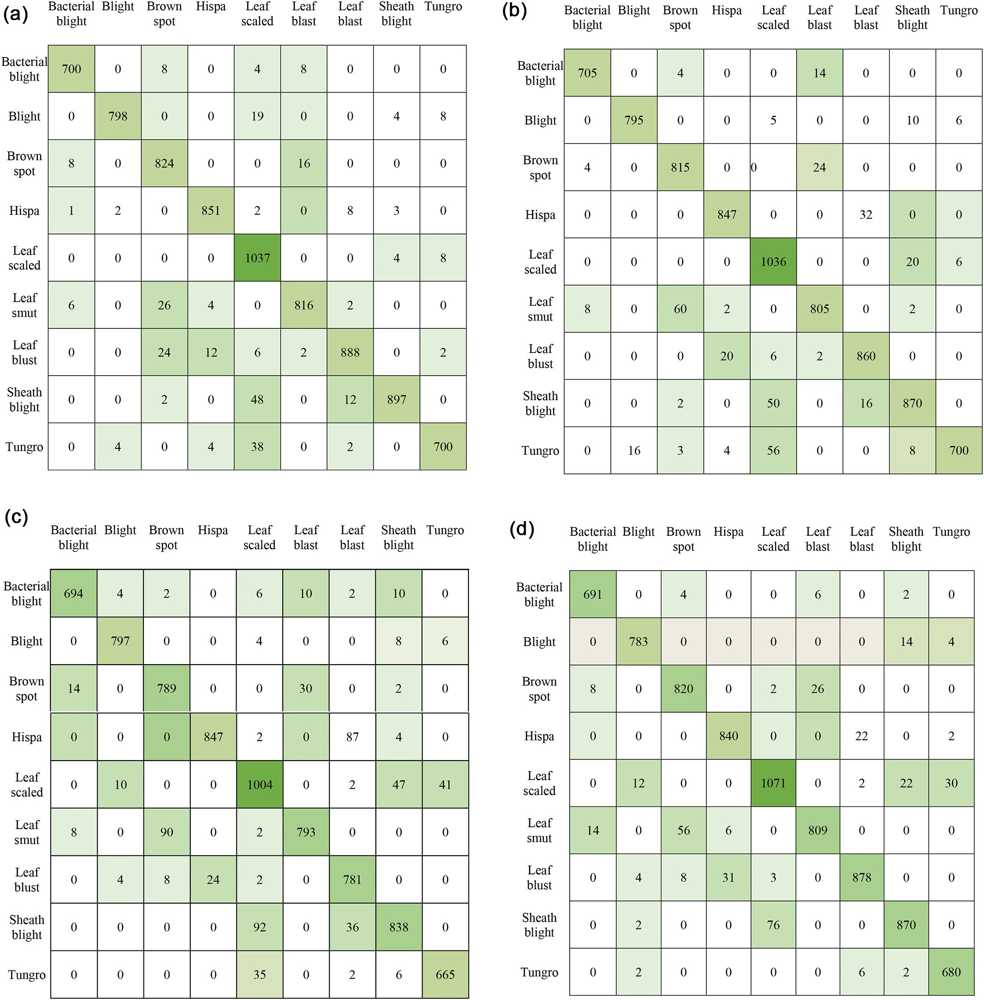 (a)
Bacterial Blight Brown Hispa Leaf Leaf Leaf Sheath Tungro
blight spot scaled blast blast blight
Bacterial
blight 700 0 8 0 4 8 0 0 0
Blight 0 798 0 0 19 0 0 4 8
Brown
spot 8 0 824 0 0 16 0 0 0
Hispa 1 2 0 851 2 0 8 3 0
Leaf
scaled 0 0 0 0 1037 0 0 4 8
Leaf
smut 6 0 26 4 0 816 2 0 0
Leaf
blust 0 0 24 12 6 2 888 0 2
Sheath
blight 0 0 2 0 48 0 12 897 0
Tungro 0 4 0 4 38 0 2 0 700
(b)
Bacterial Blight Brown Hispa Leaf Leaf Leaf Sheath Tungro
blight spot scaled blast blast blight
Bacterial
blight 705 0 4 0 0 14 0 0 0
Blight 0 795 0 0 5 0 0 10 6
Brown
spot 4 0 815 0 0 24 0 0 0
Hispa 0 0 0 847 0 0 32 0 0
Leaf
scaled 0 0 0 0 1036 0 0 20 6
Leaf
smut 8 0 60 2 0 805 0 2 0
Leaf
blust 0 0 0 20 6 2 860 0 0
Sheath
blight 0 0 2 0 50 0 16 870 0
Tungro 0 16 3 4 56 0 0 8 700
(c)
Bacterial Blight Brown Hispa Leaf Leaf Leaf Sheath Tungro
blight spot scaled blast blast blight
Bacterial
blight 694 4 2 0 6 10 2 10 0
Blight 0 797 0 0 4 0 0 8 6
Brown
spot 14 0 789 0 0 30 0 2 0
Hispa 0 0 0 847 2 0 87 4 0
Leaf
scaled 0 10 0 0 1004 0 2 47 41
Leaf
smut 8 0 90 0 2 793 0 0 0
Leaf
blust 0 4 8 24 2 0 781 0 0
Sheath
blight 0 0 0 0 92 0 36 838 0
Tungro 0 0 0 0 35 0 2 6 665
(d)
Bacterial Blight Brown Hispa Leaf Leaf Leaf Sheath Tungro
blight spot scaled blast blast blight
Bacterial
blight 691 0 4 0 0 6 0 2 0
Blight 0 783 0 0 0 0 0 14 4
Brown
spot 8 0 820 0 2 26 0 0 0
Hispa 0 0 0 840 0 0 22 0 2
Leaf
scaled 0 12 0 0 1071 0 2 22 30
Leaf
smut 14 0 56 6 0 809 0 0 0
Leaf
blust 0 4 8 31 3 0 878 0 0
Sheath
blight 0 2 0 0 76 0 0 870 0
Tungro 0 2 0 0 0 0 6 2 680